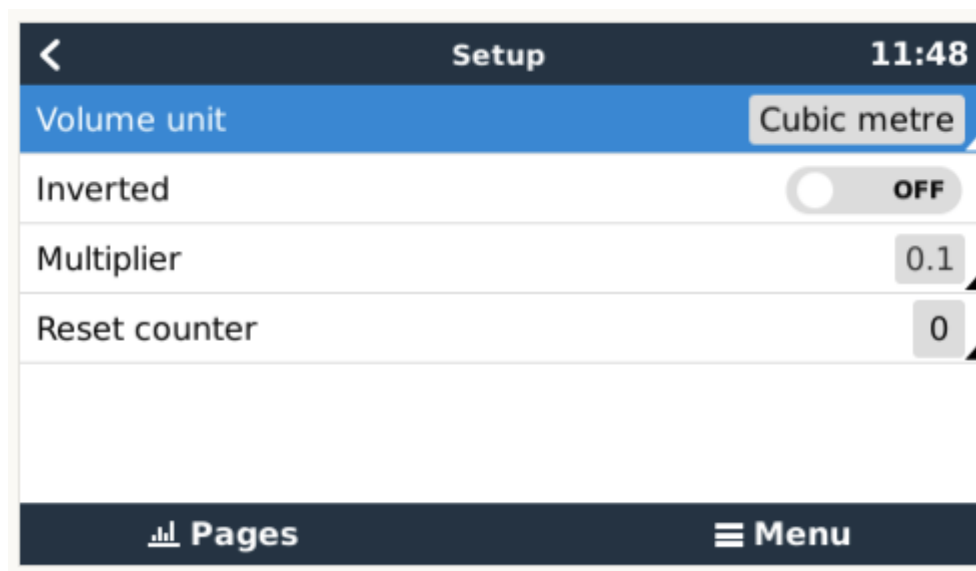 Setup 11:48
Volume unit Cubic metre
Inverted OFF
Multiplier 0.1
Reset counter 0
Pages Menu